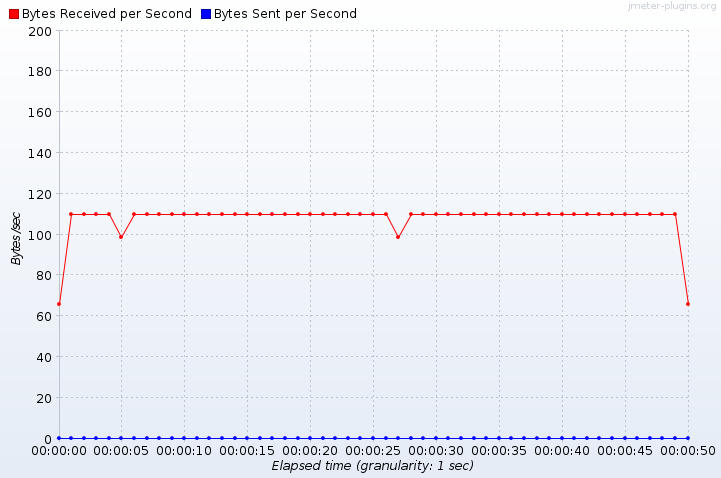 jmeter-plugins.org
Bytes Received per Second Bytes Sent per Second
200
180
160
140
120
100
80
60
40
20
0
Bytes/sec
00:00:00 00:00:05 00:00:10 00:00:15 00:00:20 00:00:25 00:00:30 00:00:35 00:00:40 00:00:45 00:00:50
Elapsed time (granularity: 1 sec)